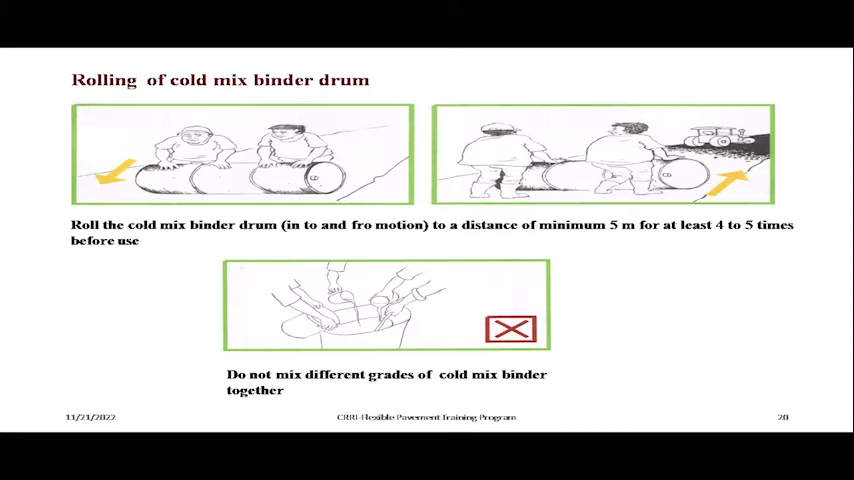 Rolling of cold mix binder drum
Roll the cold mix binder drum (in to and fro motion) to a distance of minimum 5 m for at least 4 to 5 times
before use
Do not mix different grades of cold mix binder
together
11/21/2022
CRRI-Flexible Pavement Training Program
20